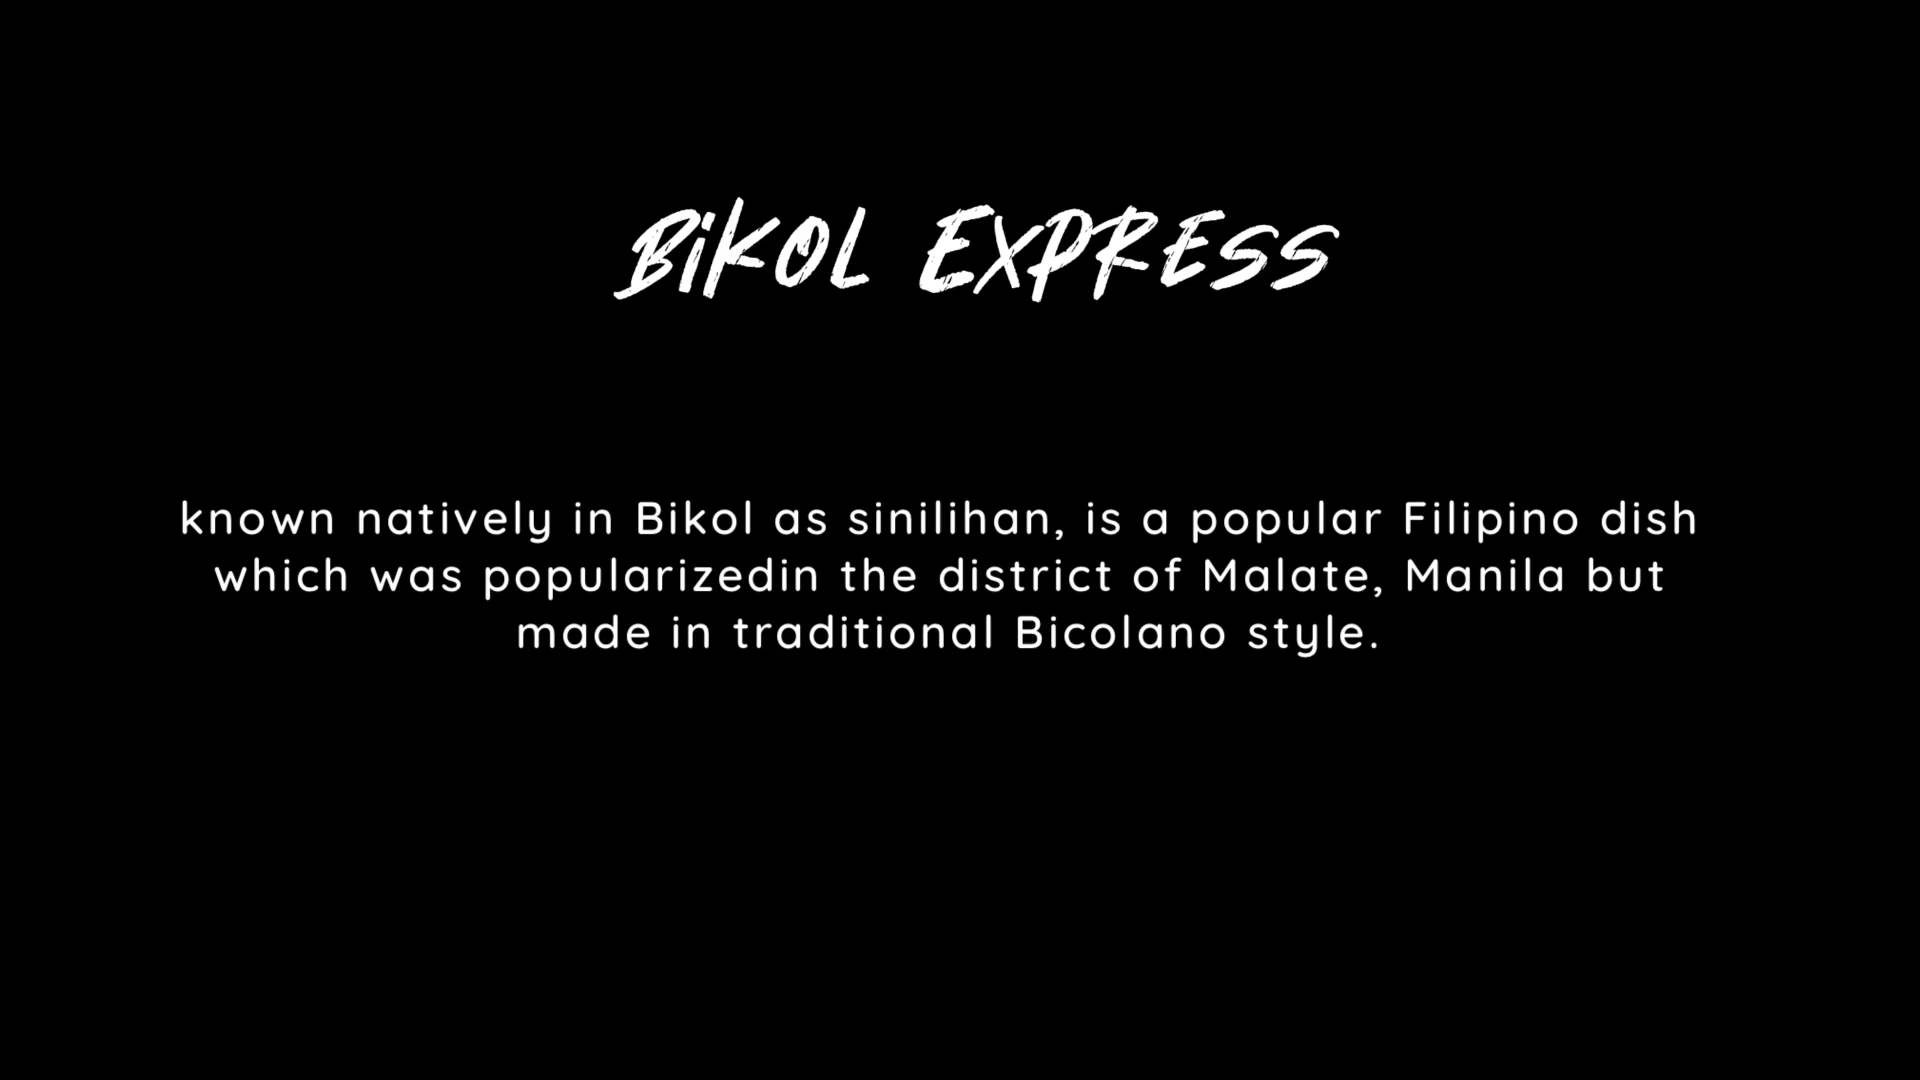 BiKOL EXPRESS
known natively in Bikol as sinilihan, is a popular Filipino dish
which was popularizedin the district of Malate, Manila but
made in traditional Bicolano style.